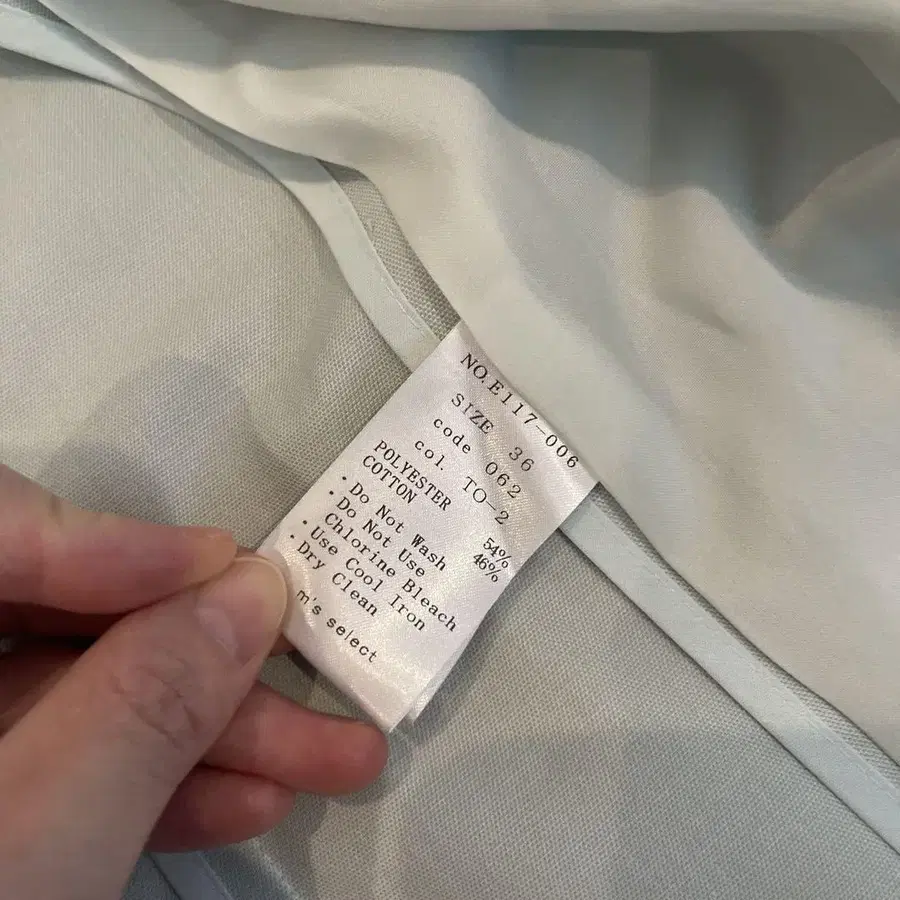 NO.E117-006
SIZE 36
code 062
col. TO-2
POLYESTER 54%
COTTON 46%
・Do Not Wash
・Do Not Use
Chlorine Bleach
・Use Cool Iron
・Dry Clean
m's select